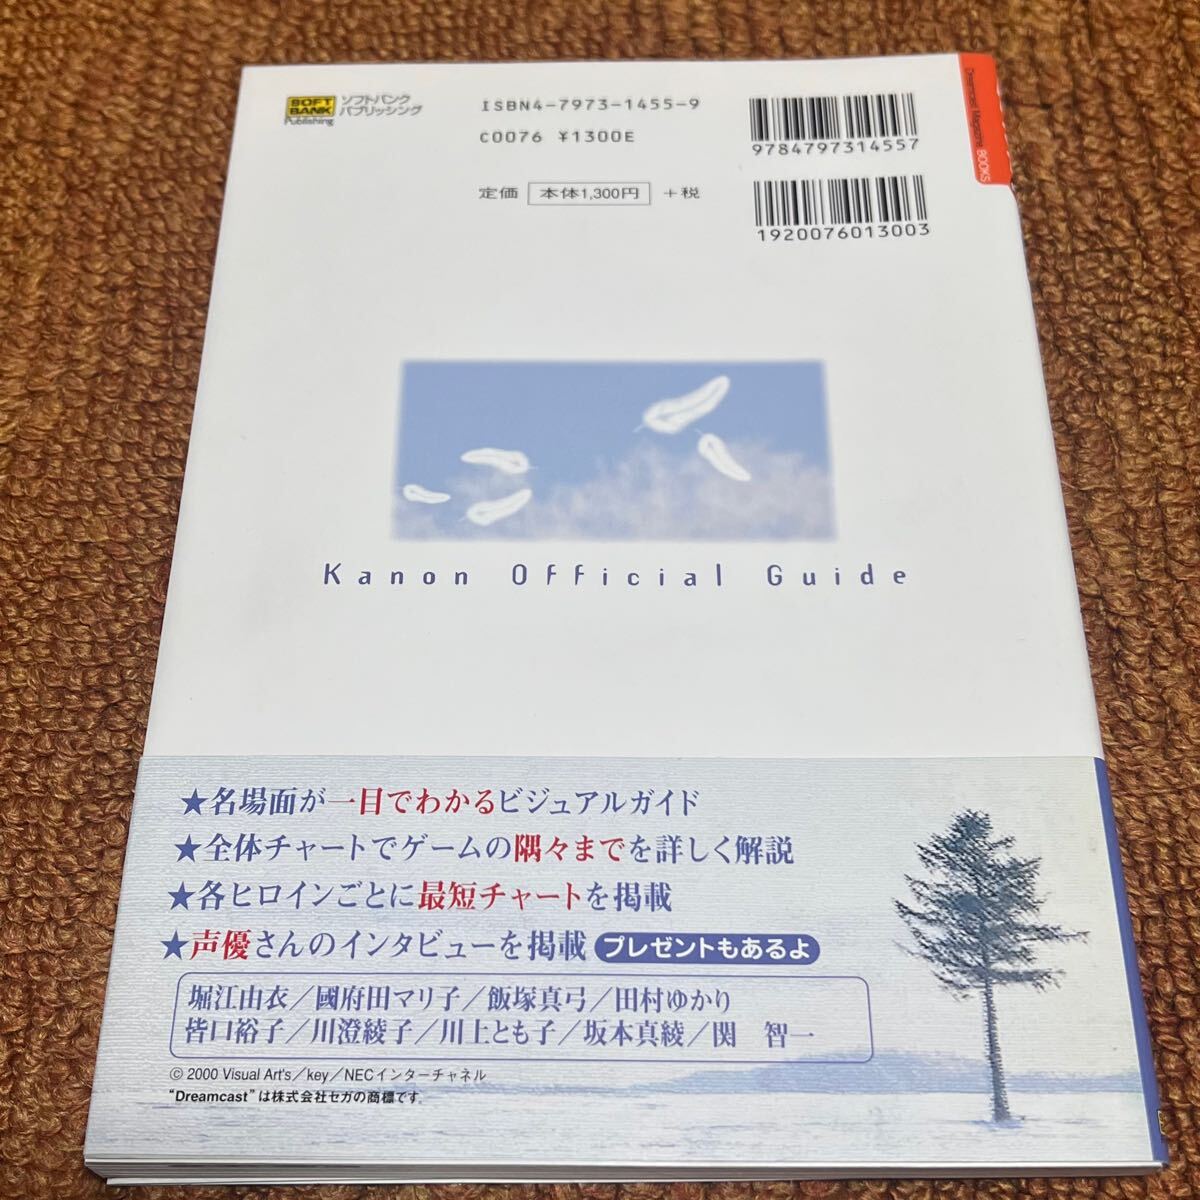 SOFT
BANK
Publishing
ソフトバンク
パブリッシング
ISBN4-7973-1455-9
C0076 ¥1300E
定価 本体1,300円 +税
9784797314557
1920076013003
Dreamcast Magazine BOOKS
Kanon Official Guide
★名場面が一目でわかるビジュアルガイド
★全体チャートでゲームの隅々までを詳しく解説
★各ヒロインごとに最短チャートを掲載
★声優さんのインタビューを掲載 プレゼントもあるよ
堀江由衣／國府田マリ子／飯塚真弓／田村ゆかり
皆口裕子／川澄綾子／川上とも子／坂本真綾／関　智一
© 2000 Visual Art's／key／NECインターチャネル
“Dreamcast”は株式会社セガの商標です。